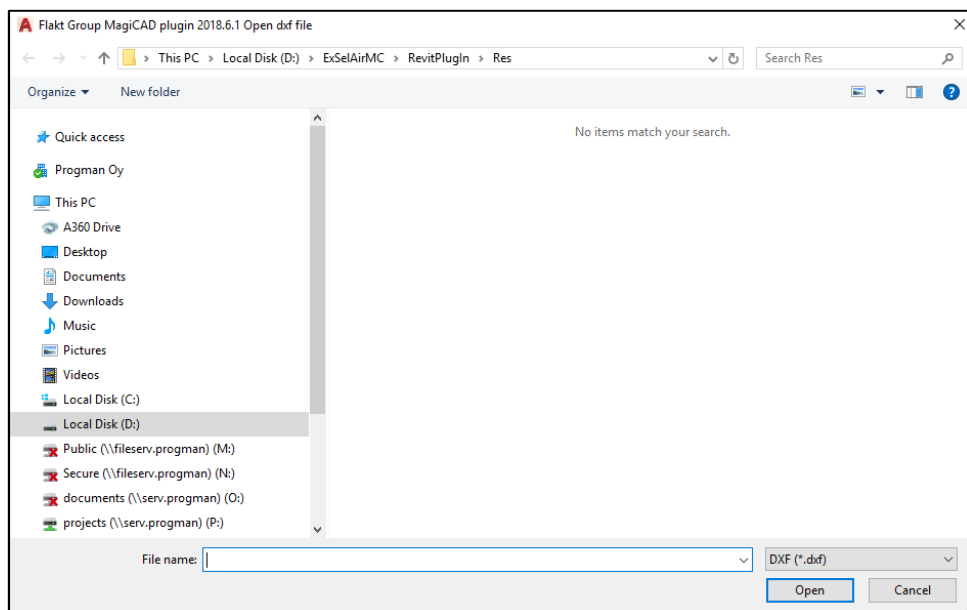 Flakt Group MagiCAD plugin 2018.6.1 Open dxf file
This PC > Local Disk (D:) > ExSelAirMC > RevitPlugIn > Res
Search Res
Organize
New folder
No items match your search.
Quick access
Progman Oy
This PC
A360 Drive
Desktop
Documents
Downloads
Music
Pictures
Videos
Local Disk (C:)
Local Disk (D:)
Public (\\fileserv.progman) (M:)
Secure (\\fileserv.progman) (N:)
documents (\\serv.progman) (O:)
projects (\\serv.progman) (P:)
File name:
DXF (*.dxf)
Open
Cancel